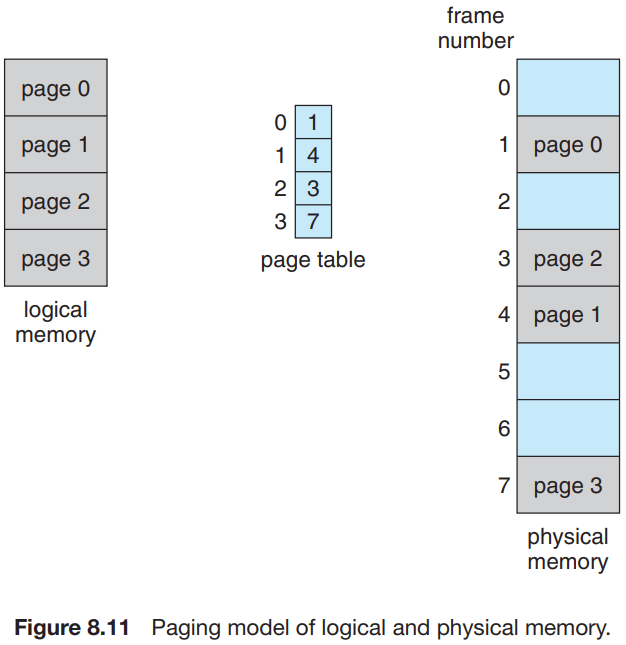 frame
number
page 0
page 1
page 2
page 3
logical
memory
0 1
1 4
2 3
3 7
page table
0
1 page 0
2
3 page 2
4 page 1
5
6
7 page 3
physical
memory
Figure 8.11 Paging model of logical and physical memory.